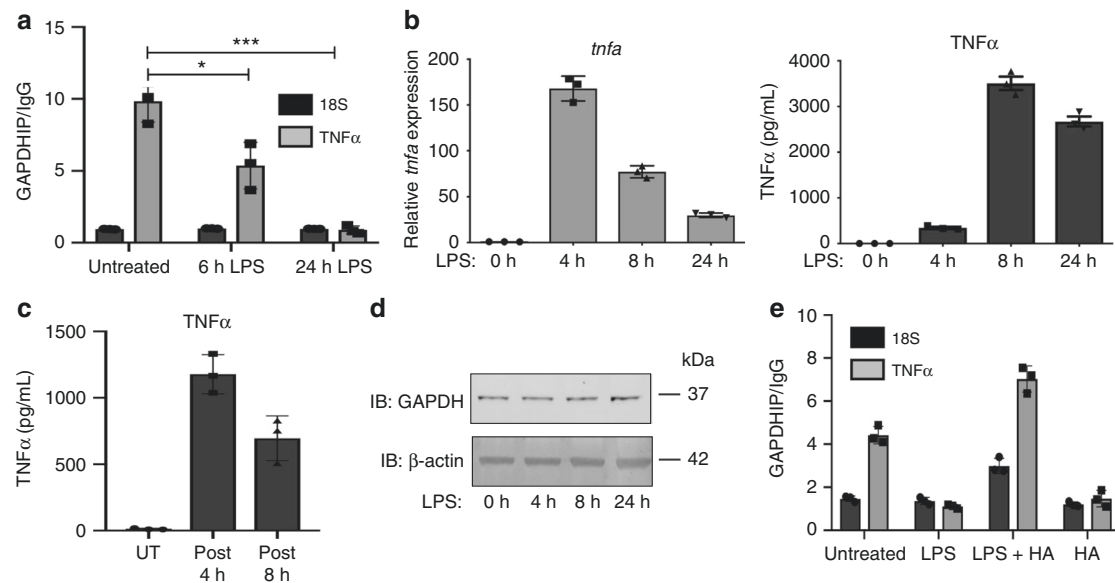 a
15
10
5
0
GAPDHIP/IgG
***
*
18S
TNFα
Untreated 6 h LPS 24 h LPS
b
tnfa
200
150
100
50
0
Relative tnfa expression
LPS: 0 h 4 h 8 h 24 h
TNFα
4000
3000
2000
1000
0
TNFα (pg/mL)
0 h 4 h 8 h 24 h
c
TNFα
1500
1000
500
0
TNFα (pg/mL)
UT Post Post
4 h 8 h
d
kDa
IB: GAPDH 37
IB: β-actin 42
LPS: 0 h 4 h 8 h 24 h
e
10
8
6
4
2
0
GAPDHIP/IgG
18S
TNFα
Untreated LPS LPS + HA HA